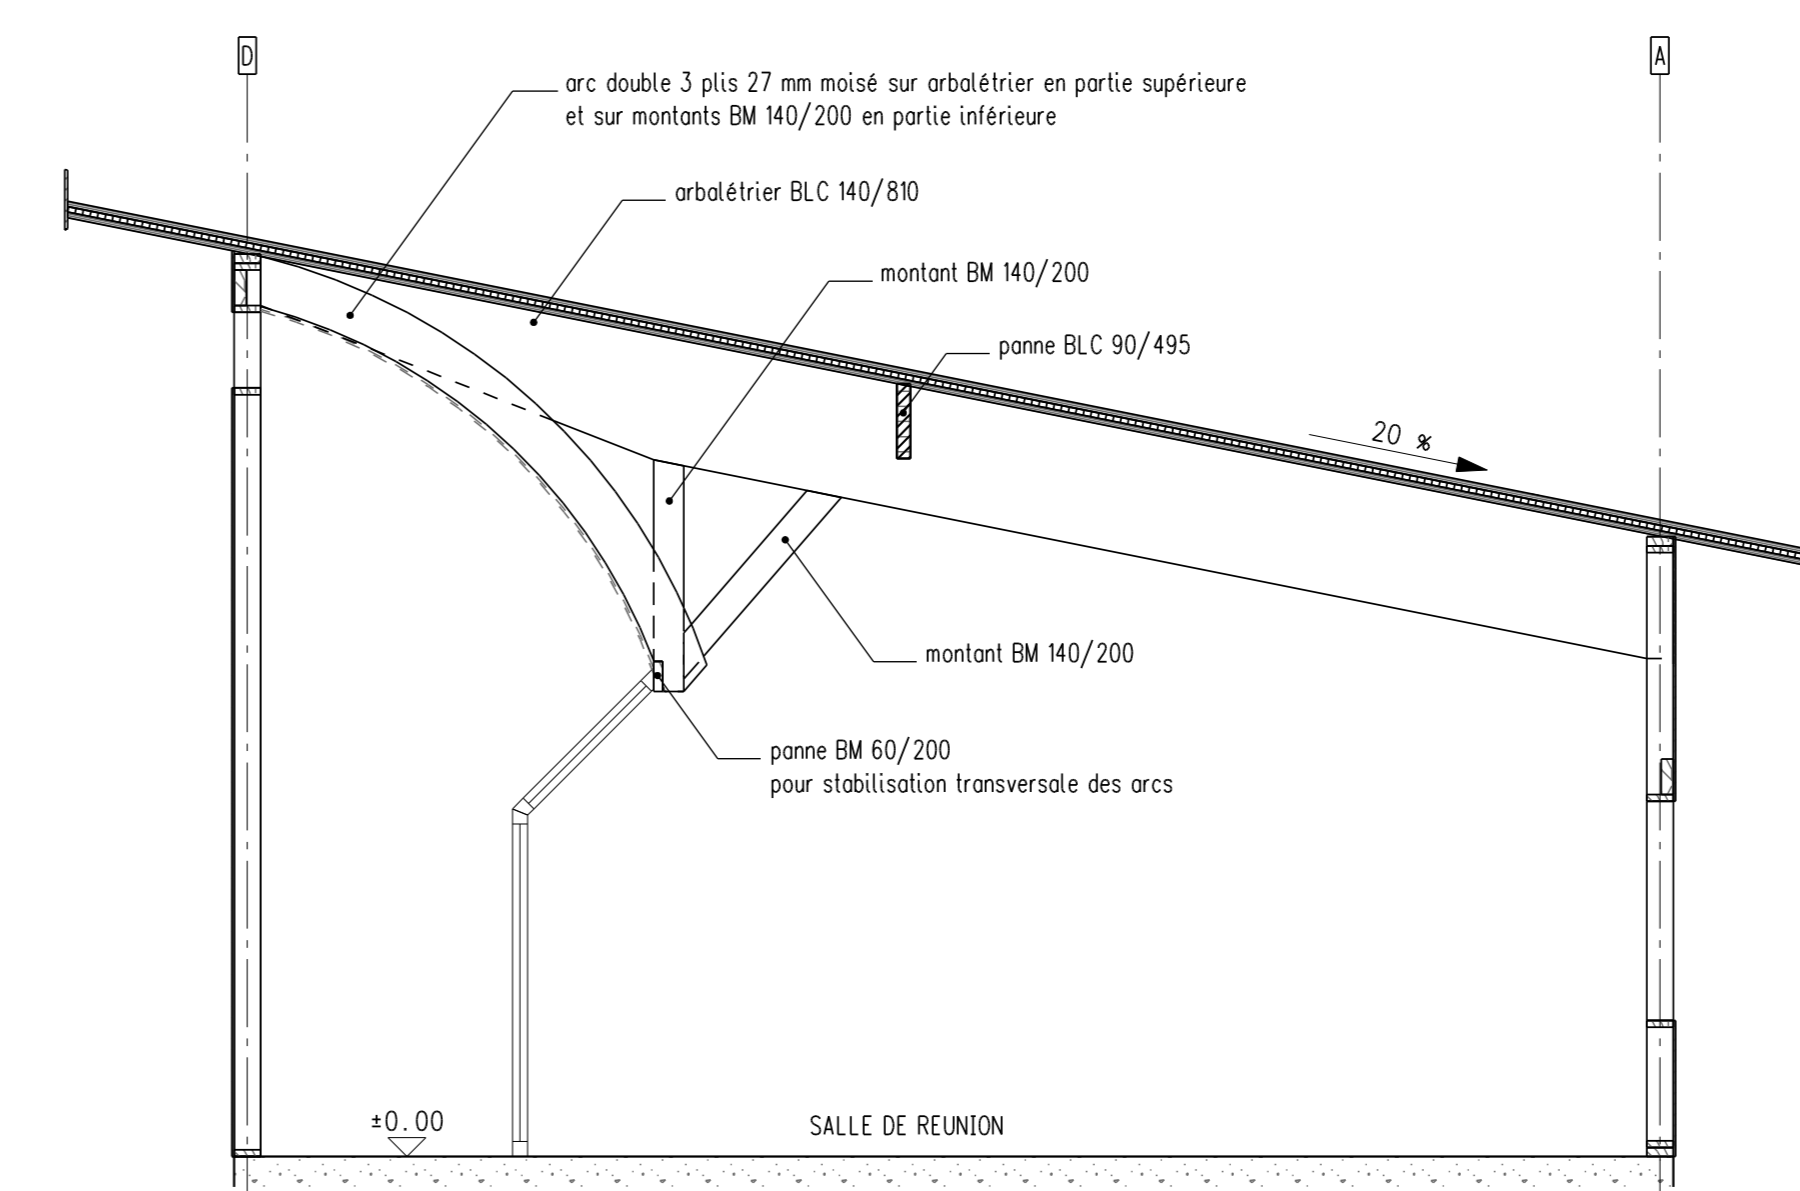 D
A
arc double 3 plis 27 mm moisé sur arbalétrier en partie supérieure
et sur montants BM 140/200 en partie inférieure
arbalétrier BLC 140/810
montant BM 140/200
panne BLC 90/495
20 %
montant BM 140/200
panne BM 60/200
pour stabilisation transversale des arcs
±0.00
SALLE DE REUNION